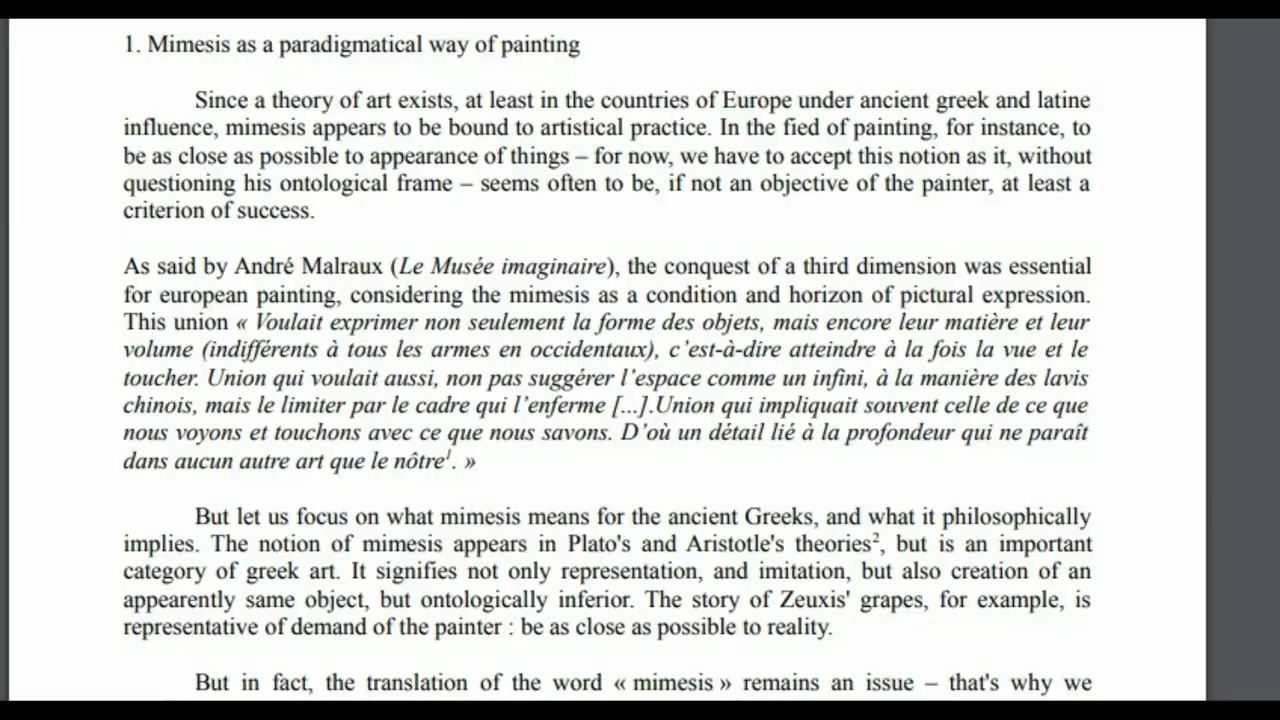 1. Mimesis as a paradigmatical way of painting
Since a theory of art exists, at least in the countries of Europe under ancient greek and latine
influence, mimesis appears to be bound to artistical practice. In the fied of painting, for instance, to
be as close as possible to appearance of things – for now, we have to accept this notion as it, without
questioning his ontological frame – seems often to be, if not an objective of the painter, at least a
criterion of success.
As said by André Malraux (Le Musée imaginaire), the conquest of a third dimension was essential
for european painting, considering the mimesis as a condition and horizon of pictural expression.
This union « Voulait exprimer non seulement la forme des objets, mais encore leur matière et leur
volume (indifférents à tous les armes en occidentaux), c’est-à-dire atteindre à la fois la vue et le
toucher. Union qui voulait aussi, non pas suggérer l’espace comme un infini, à la manière des lavis
chinois, mais le limiter par le cadre qui l’enferme [...].Union qui impliquait souvent celle de ce que
nous voyons et touchons avec ce que nous savons. D’où un détail lié à la profondeur qui ne paraît
dans aucun autre art que le nôtre¹. »
But let us focus on what mimesis means for the ancient Greeks, and what it philosophically
implies. The notion of mimesis appears in Plato's and Aristotle's theories², but is an important
category of greek art. It signifies not only representation, and imitation, but also creation of an
appearently same object, but ontologically inferior. The story of Zeuxis' grapes, for example, is
representative of demand of the painter : be as close as possible to reality.
But in fact, the translation of the word « mimesis » remains an issue – that's why we